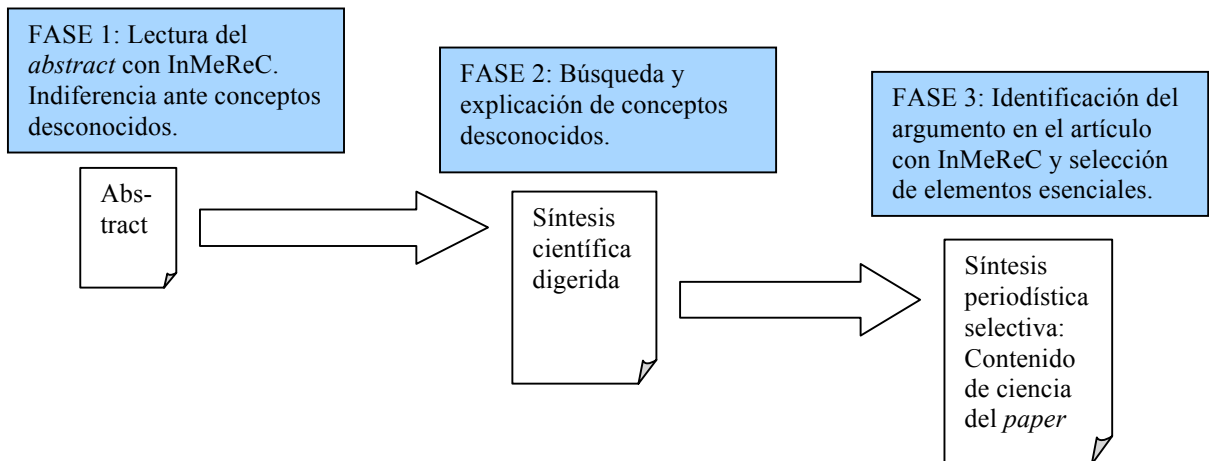 FASE 1: Lectura del
abstract con InMeReC.
Indiferencia ante conceptos
desconocidos.
Abs-
tract
FASE 2: Búsqueda y
explicación de conceptos
desconocidos.
Síntesis
científica
digerida
FASE 3: Identificación del
argumento en el artículo
con InMeReC y selección
de elementos esenciales.
Síntesis
periodística
selectiva:
Contenido
de ciencia
del paper